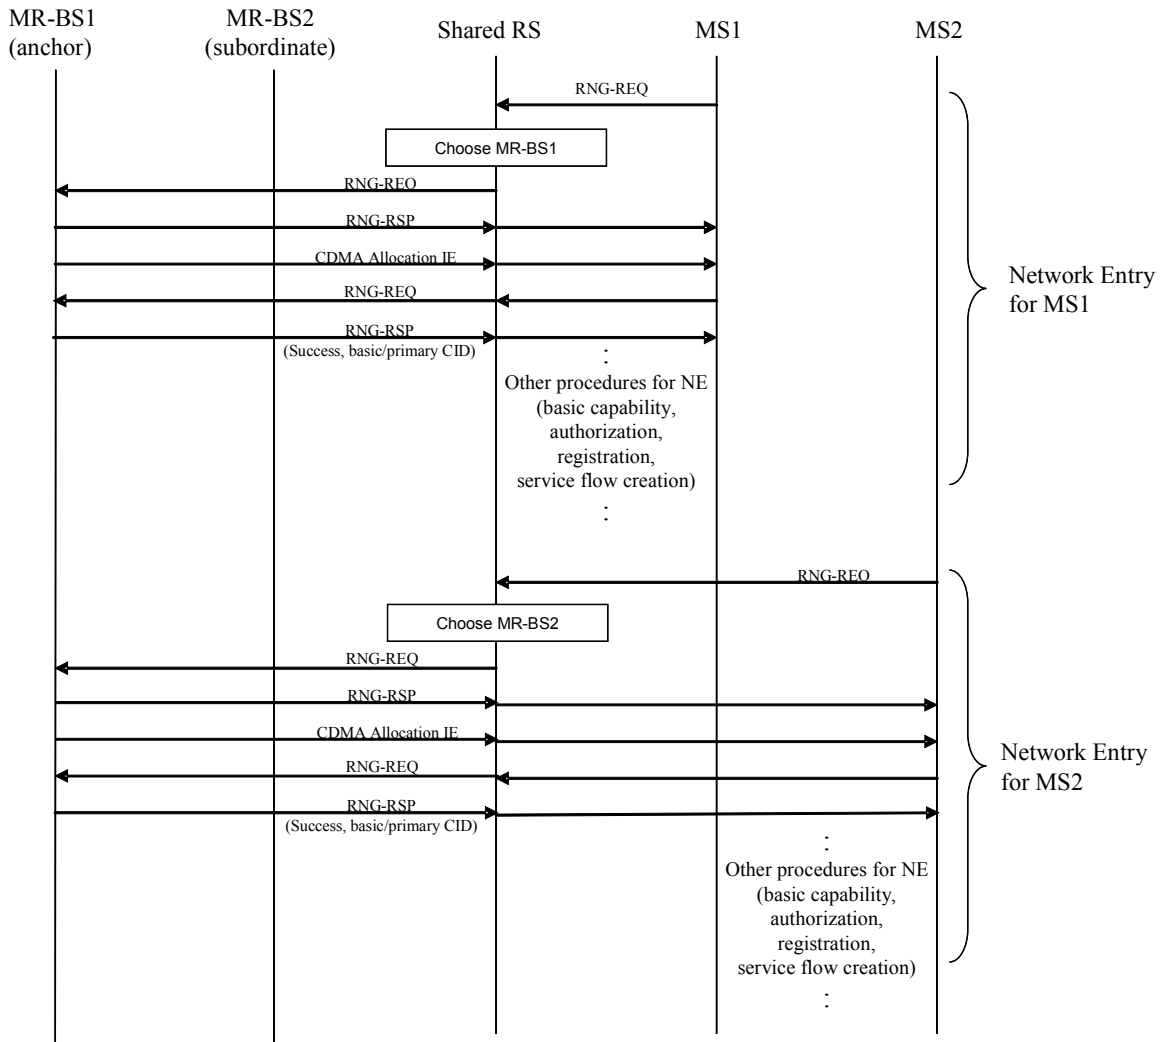 MR-BS1
(anchor)
MR-BS2
(subordinate)
Shared RS
MS1
MS2
RNG-REQ
Choose MR-BS1
RNG-REQ
RNG-RSP
CDMA Allocation IE
RNG-REQ
RNG-RSP
(Success, basic/primary CID)
:
Other procedures for NE
(basic capability,
authorization,
registration,
service flow creation)
:
Network Entry
for MS1
RNG-REQ
Choose MR-BS2
RNG-REQ
RNG-RSP
CDMA Allocation IE
RNG-REQ
RNG-RSP
(Success, basic/primary CID)
:
Other procedures for NE
(basic capability,
authorization,
registration,
service flow creation)
:
Network Entry
for MS2